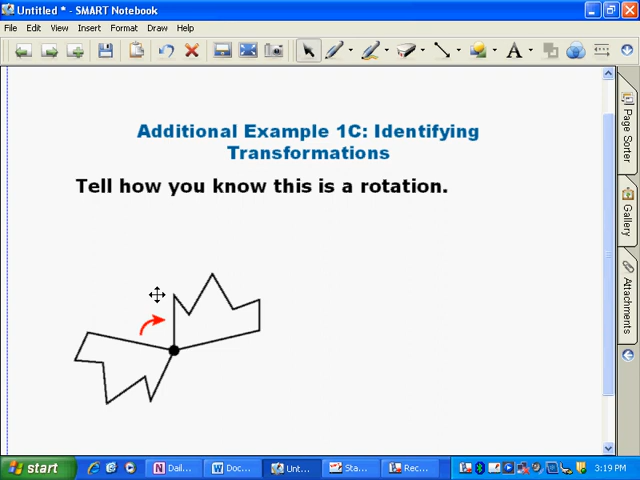 Untitled * - SMART Notebook
File Edit View Insert Format Draw Help
Additional Example 1C: Identifying
Transformations
Tell how you know this is a rotation.
Page Sorter
Gallery
Attachments
start
Dail...
Doc...
Unt...
Sta...
Rec...
3:19 PM